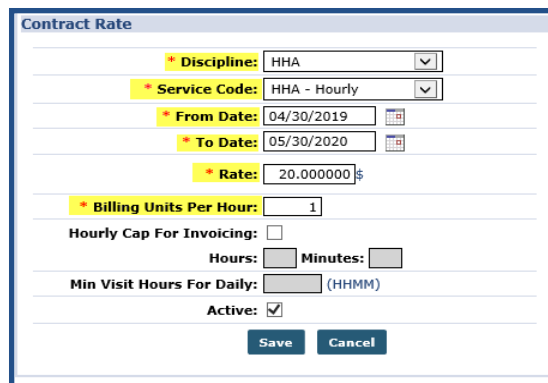 Contract Rate
* Discipline: HHA
* Service Code: HHA - Hourly
* From Date: 04/30/2019
* To Date: 05/30/2020
* Rate: 20.000000 $
* Billing Units Per Hour: 1
Hourly Cap For Invoicing:
Hours: Minutes:
Min Visit Hours For Daily: (HHMM)
Active:
Save Cancel